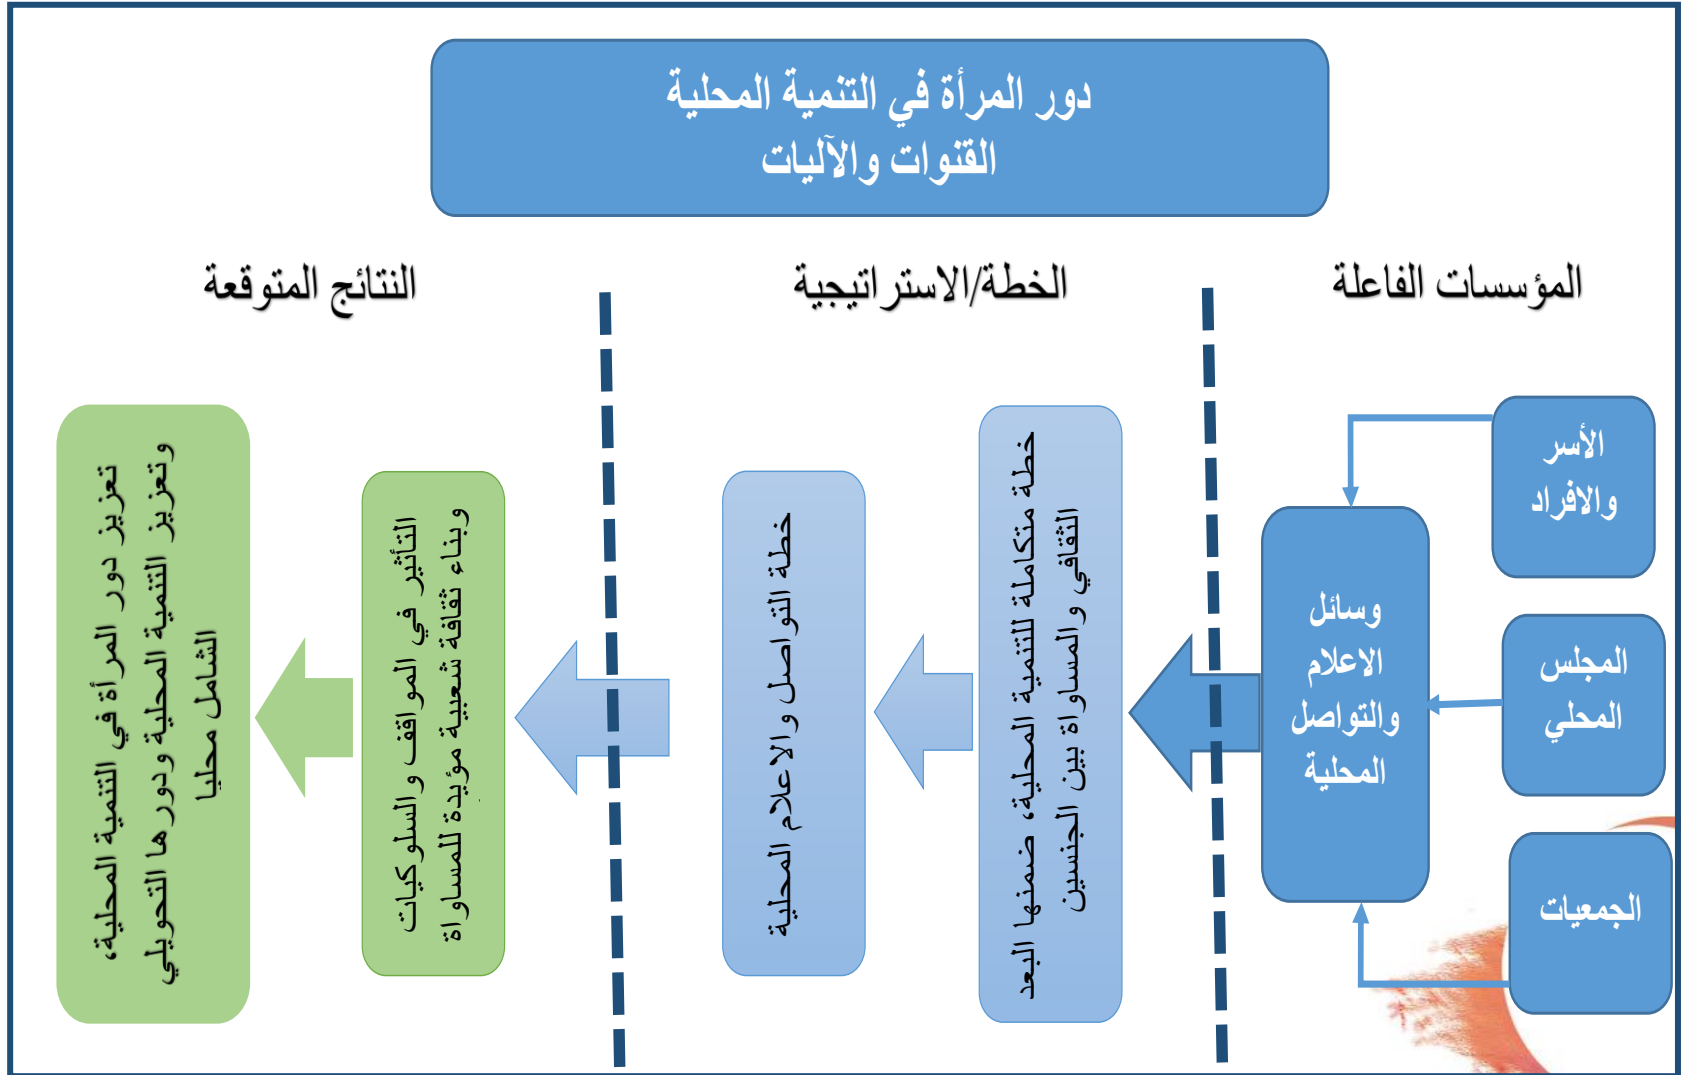 دور المرأة في التنمية المحلية
القنوات والآليات
المؤسسات الفاعلة
الخطة/الاستراتيجية
النتائج المتوقعة
الأسر
والافراد
المجلس
المحلي
الجمعيات
وسائل
الاعلام
والتواصل
المحلية
خطة متكاملة للتنمية المحلية، ضمنها البعد
الثقافي والمساواة بين الجنسين
خطة التواصل والاعلام المحلية
التأثير في المواقف والسلوكيات
وبناء ثقافة شعبية مؤيدة للمساواة
تعزيز دور المرأة في التنمية المحلية،
وتعزيز التنمية المحلية ودورها التحويلي
الشامل محليا